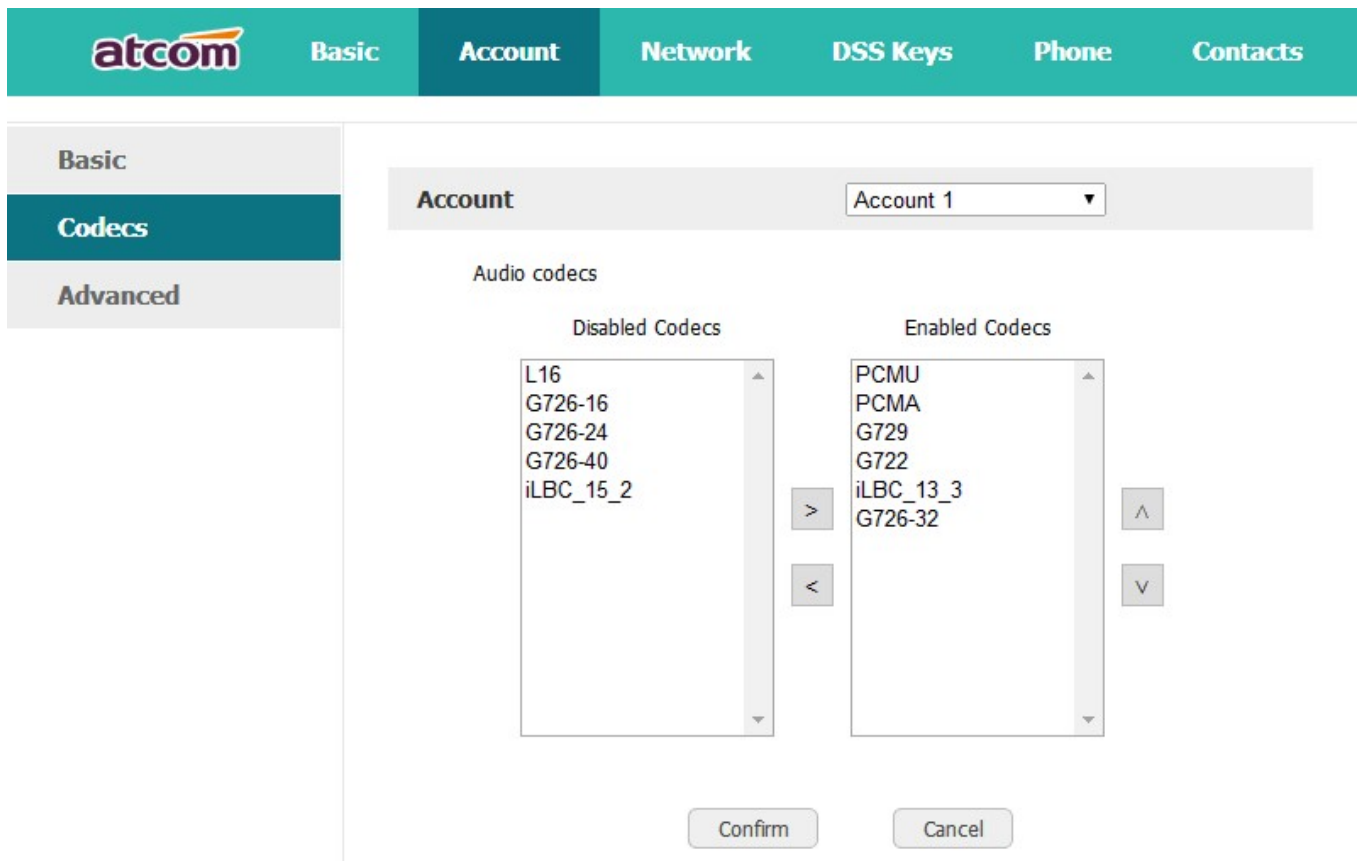 atcom Basic Account Network DSS Keys Phone Contacts
Basic
Codecs
Advanced
Account Account 1 ▼
Audio codecs
Disabled Codecs Enabled Codecs
L16 PCMU
G726-16 PCMA
G726-24 G729
G726-40 G722
iLBC_15_2 iLBC_13_3
G726-32
> ∧
< ∨
Confirm Cancel